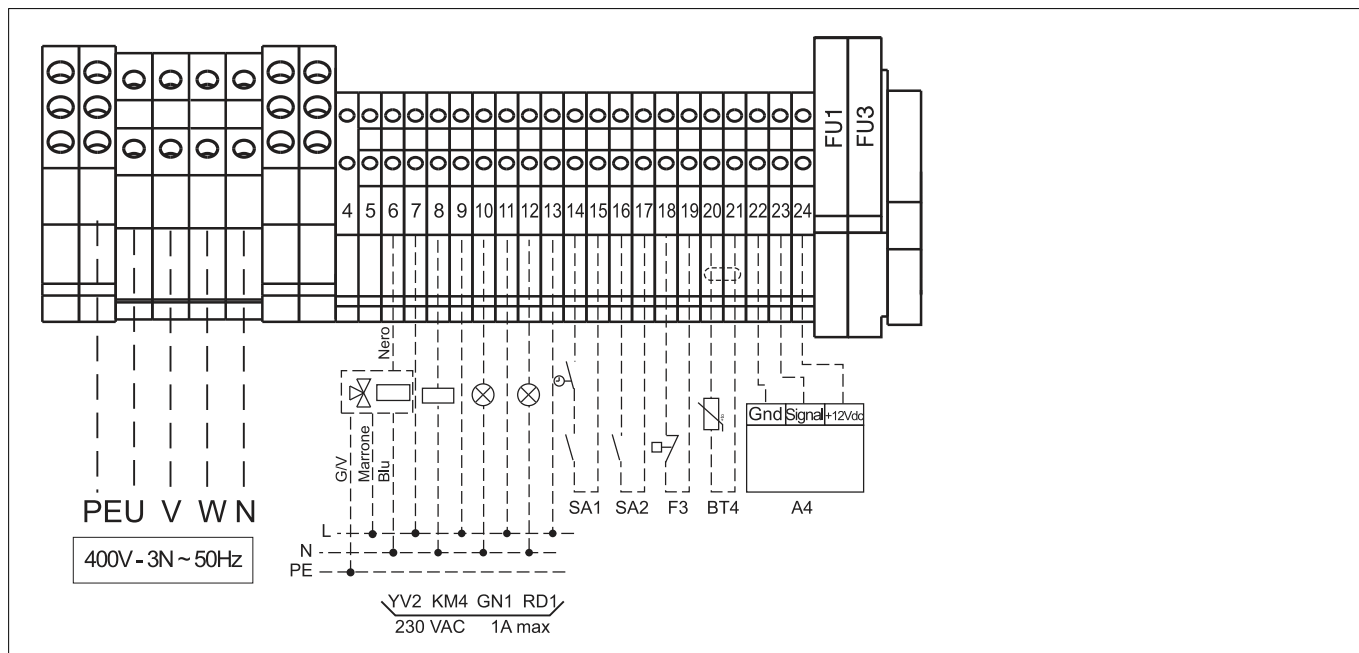 FU1
FU3
4 5 6 7 8 9 10 11 12 13 14 15 16 17 18 19 20 21 22 23 24
Nero
G/V
Marrone
Blu
Gnd Signal +12Vdc
PE U V W N
SA1 SA2 F3 BT4 A4
L
N
PE
400V - 3N ~ 50Hz
YV2 KM4 GN1 RD1
230 VAC 1A max